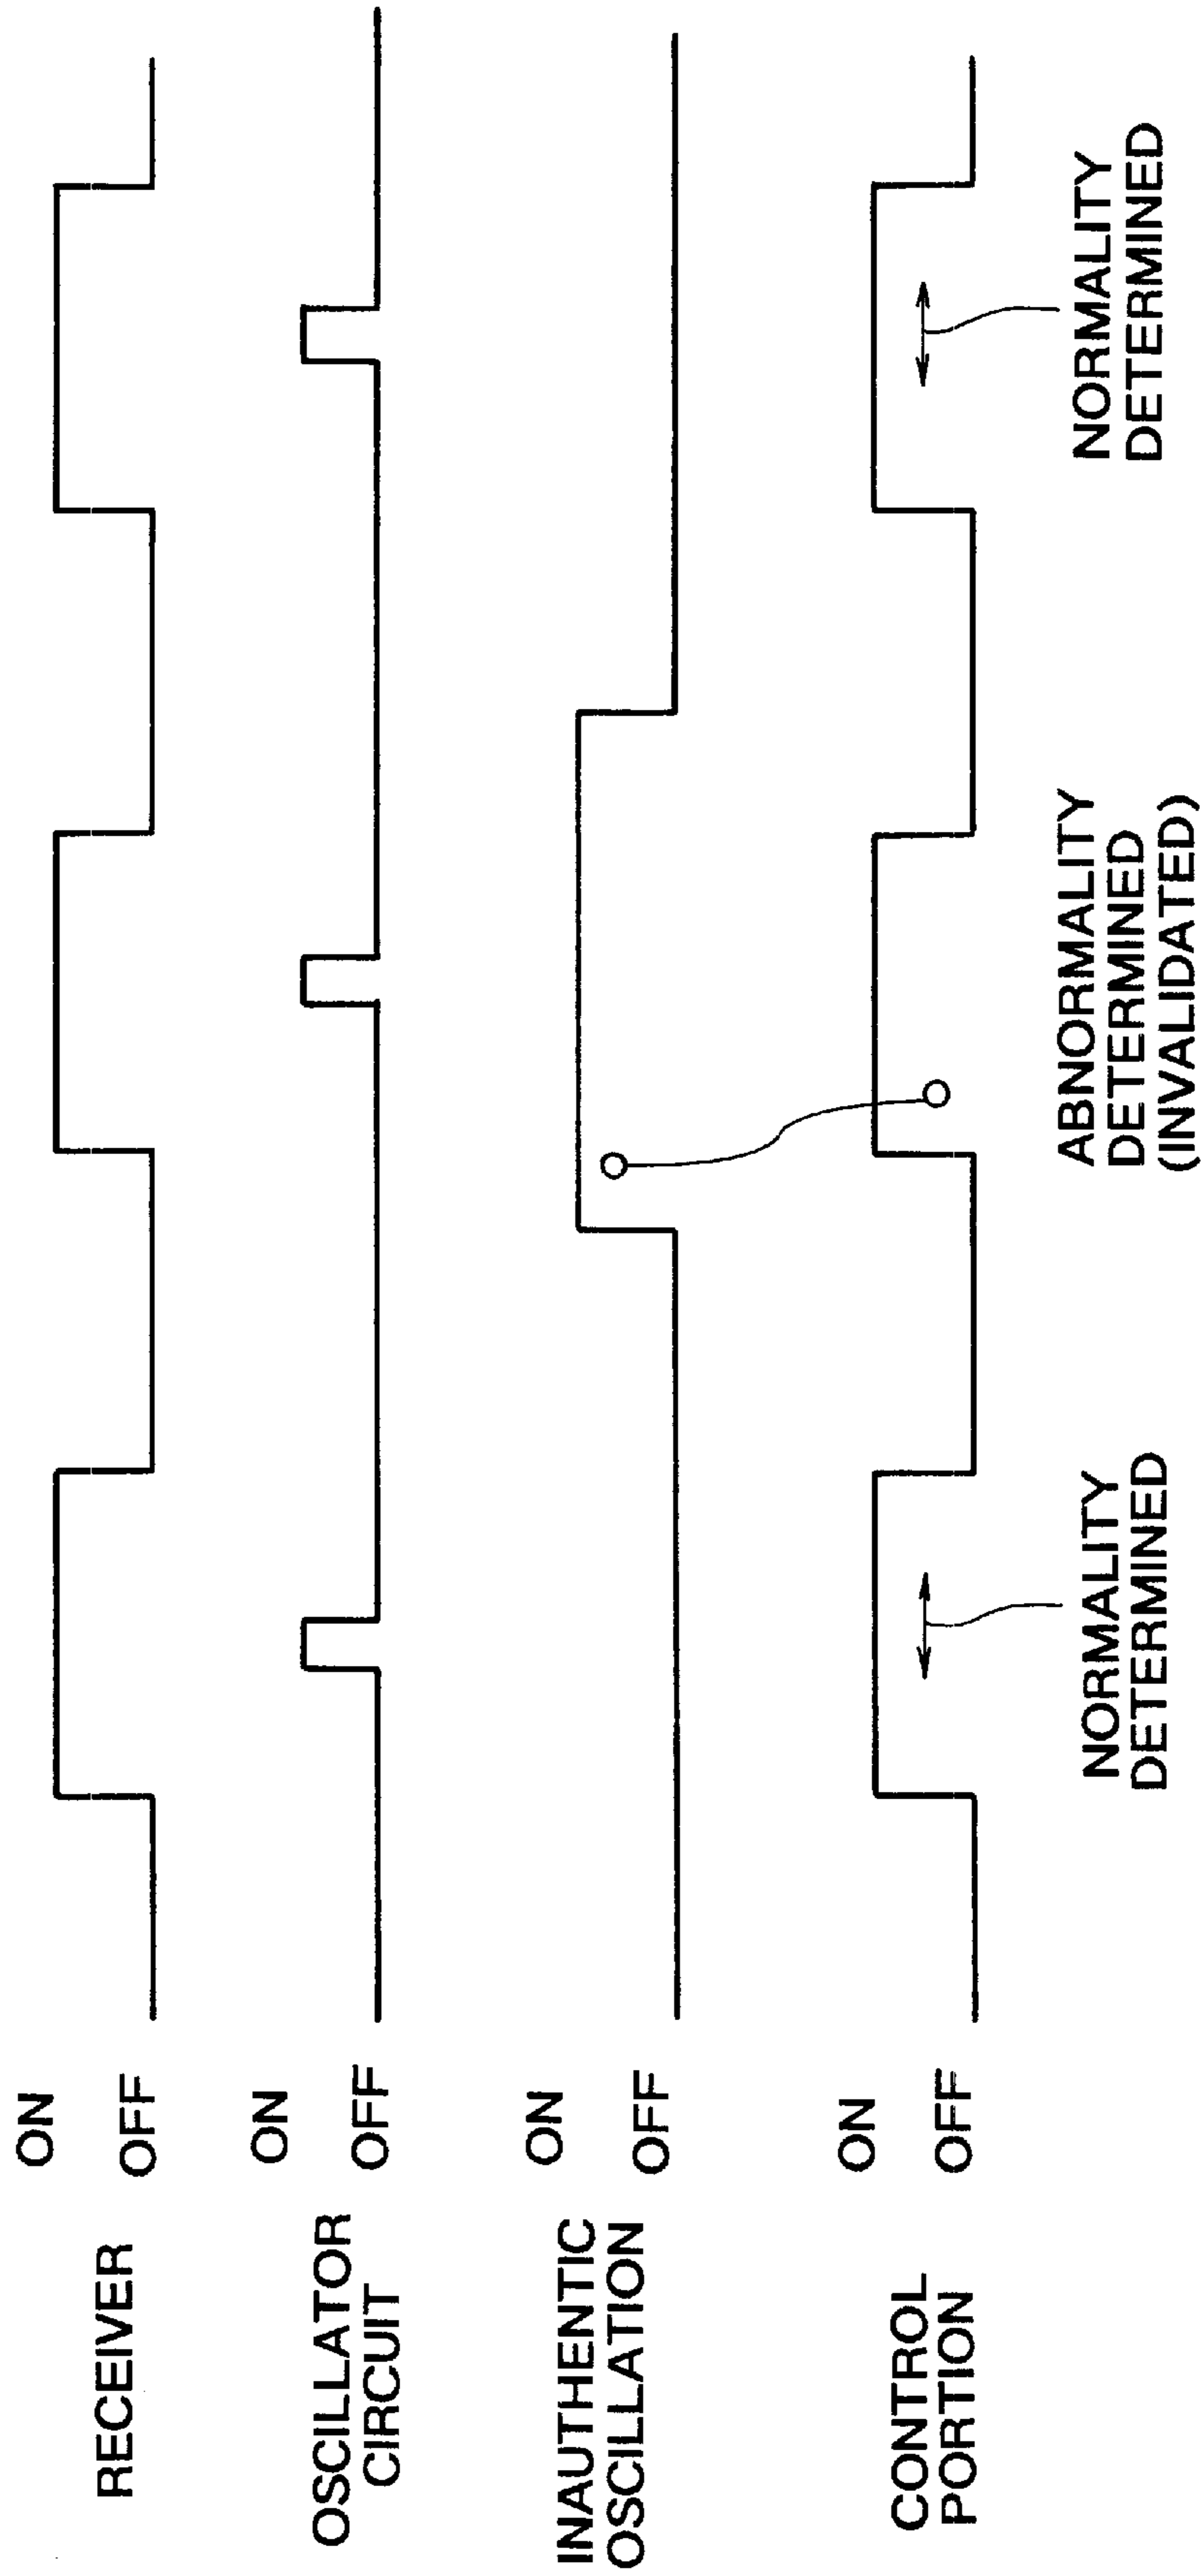 RECEIVER
ON
OFF
OSCILLATOR
CIRCUIT
ON
OFF
INAUTHENTIC
OSCILLATION
ON
OFF
CONTROL
PORTION
ON
OFF
NORMALITY
DETERMINED
ABNORMALITY
DETERMINED
(INVALIDATED)
NORMALITY
DETERMINED